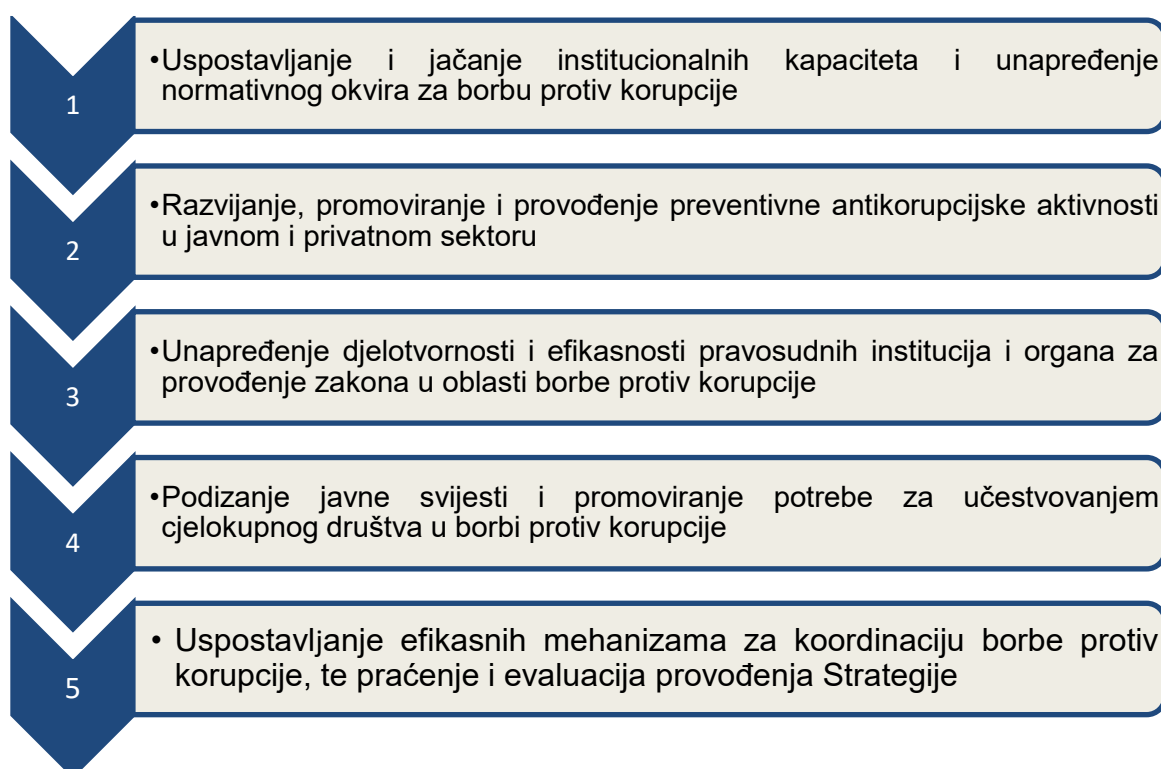 1
•Uspostavljanje i jačanje institucionalnih kapaciteta i unapređenje
normativnog okvira za borbu protiv korupcije
2
•Razvijanje, promoviranje i provođenje preventivne antikorupcijske aktivnosti
u javnom i privatnom sektoru
3
•Unapređenje djelotvornosti i efikasnosti pravosudnih institucija i organa za
provođenje zakona u oblasti borbe protiv korupcije
4
•Podizanje javne svijesti i promoviranje potrebe za učestvovanjem
cjelokupnog društva u borbi protiv korupcije
5
• Uspostavljanje efikasnih mehanizama za koordinaciju borbe protiv
korupcije, te praćenje i evaluacija provođenja Strategije